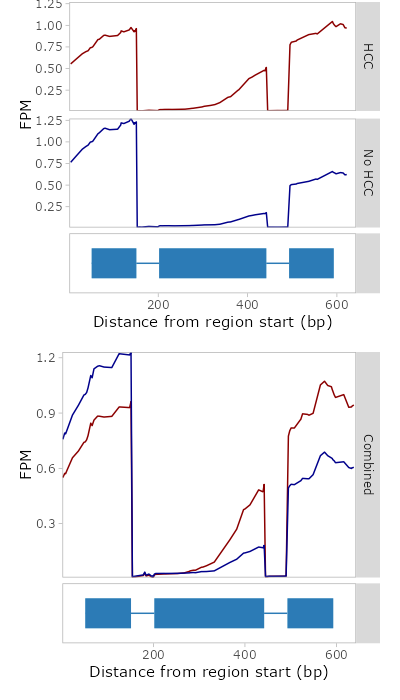 1.25
1.00
0.75
0.50
0.25
HCC
FPM
1.25
1.00
0.75
0.50
0.25
No HCC
200
400
600
Distance from region start (bp)
1.2
0.9
0.6
0.3
FPM
Combined
200
400
600
Distance from region start (bp)